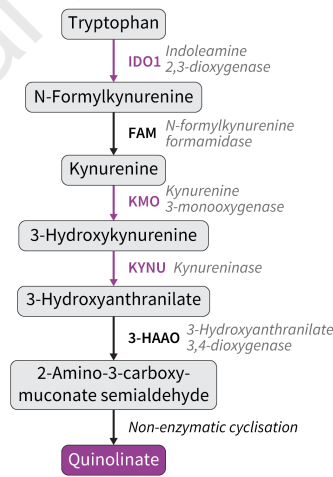 Tryptophan
IDO1 Indoleamine
2,3-dioxygenase
N-Formylkynurenine
FAM N-formylkynurenine
formamidase
Kynurenine
KMO Kynurenine
3-monooxygenase
3-Hydroxykynurenine
KYNU Kynureninase
3-Hydroxyanthranilate
3-HAAO 3-Hydroxyanthranilate
3,4-dioxygenase
2-Amino-3-carboxy-
muconate semialdehyde
Non-enzymatic cyclisation
Quinolinate